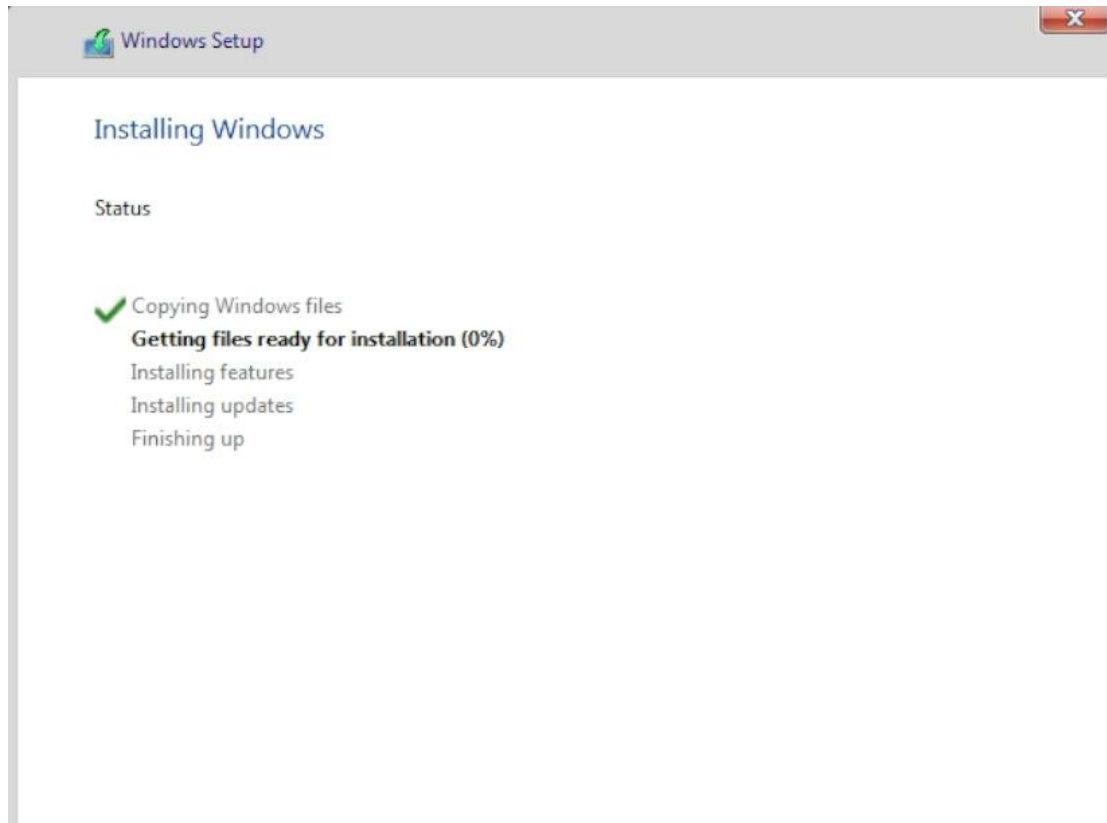 Windows Setup
Installing Windows
Status
Copying Windows files
Getting files ready for installation (0%)
Installing features
Installing updates
Finishing up